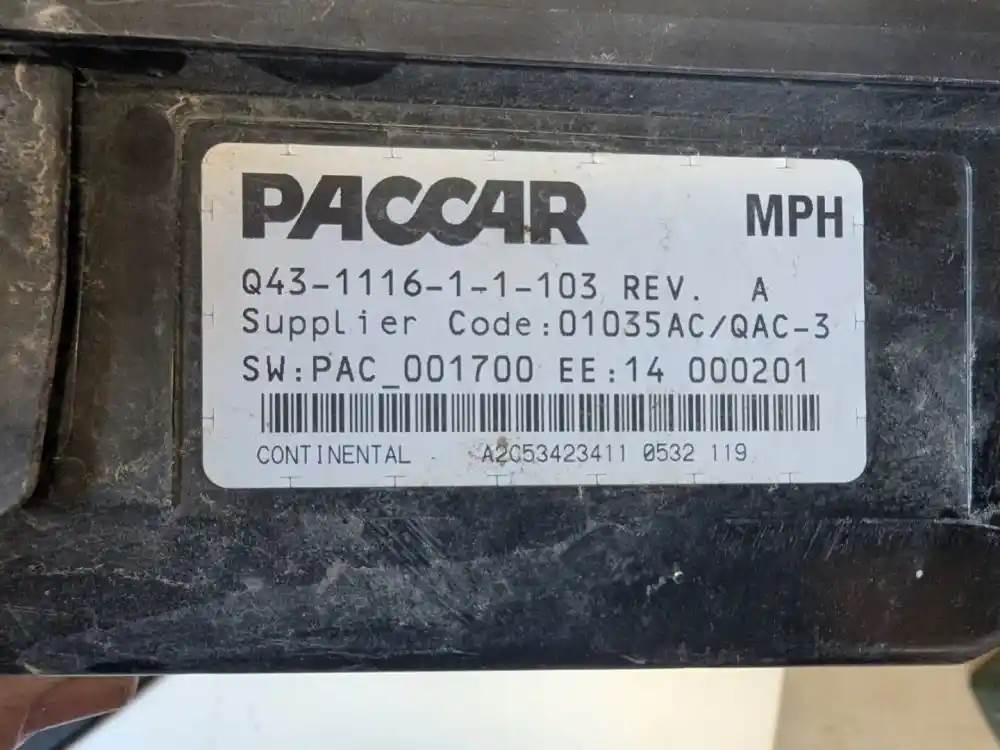 PACCAR MPH
Q43-1116-1-1-103 REV. A
Supplier Code:01035AC/QAC-3
SW:PAC_001700 EE:14 000201
CONTINENTAL - A2C53423411 0532 119